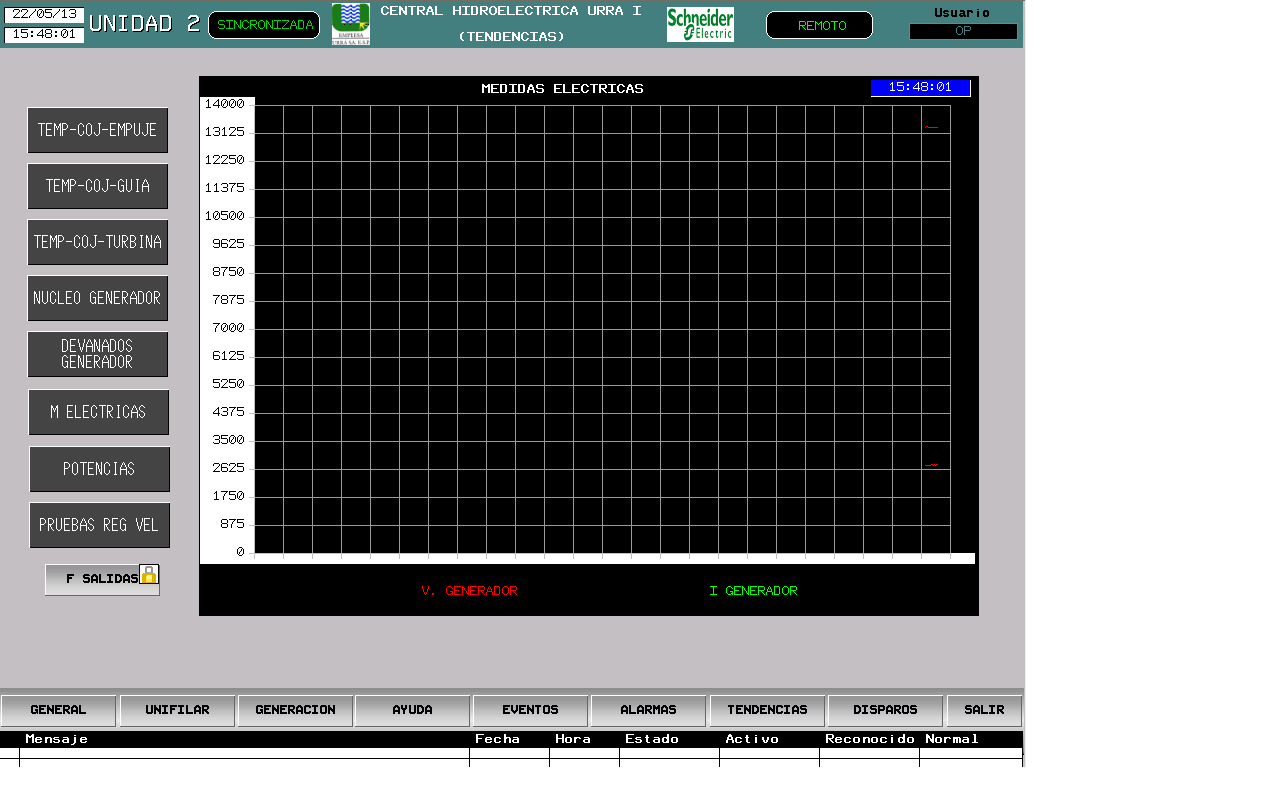 22/05/13
15:48:01
UNIDAD 2
SINCRONIZADA
EMPLESA
URRÁ S.A. E.S.P
CENTRAL HIDROELECTRICA URRA I
(TENDENCIAS)
Schneider
Electric
REMOTO
Usuario
OP
MEDIDAS ELECTRICAS
15:48:01
TEMP-COJ-EMPUJE
TEMP-COJ-GUIA
TEMP-COJ-TURBINA
NUCLEO GENERADOR
DEVANADOS
GENERADOR
M ELECTRICAS
POTENCIAS
PRUEBAS REG VEL
F SALIDAS
14000
13125
12250
11375
10500
9625
8750
7875
7000
6125
5250
4375
3500
2625
1750
875
0
V. GENERADOR
I GENERADOR
GENERAL
UNIFILAR
GENERACION
AYUDA
EVENTOS
ALARMAS
TENDENCIAS
DISPAROS
SALIR
Mensaje Fecha Hora Estado Activo Reconocido Normal